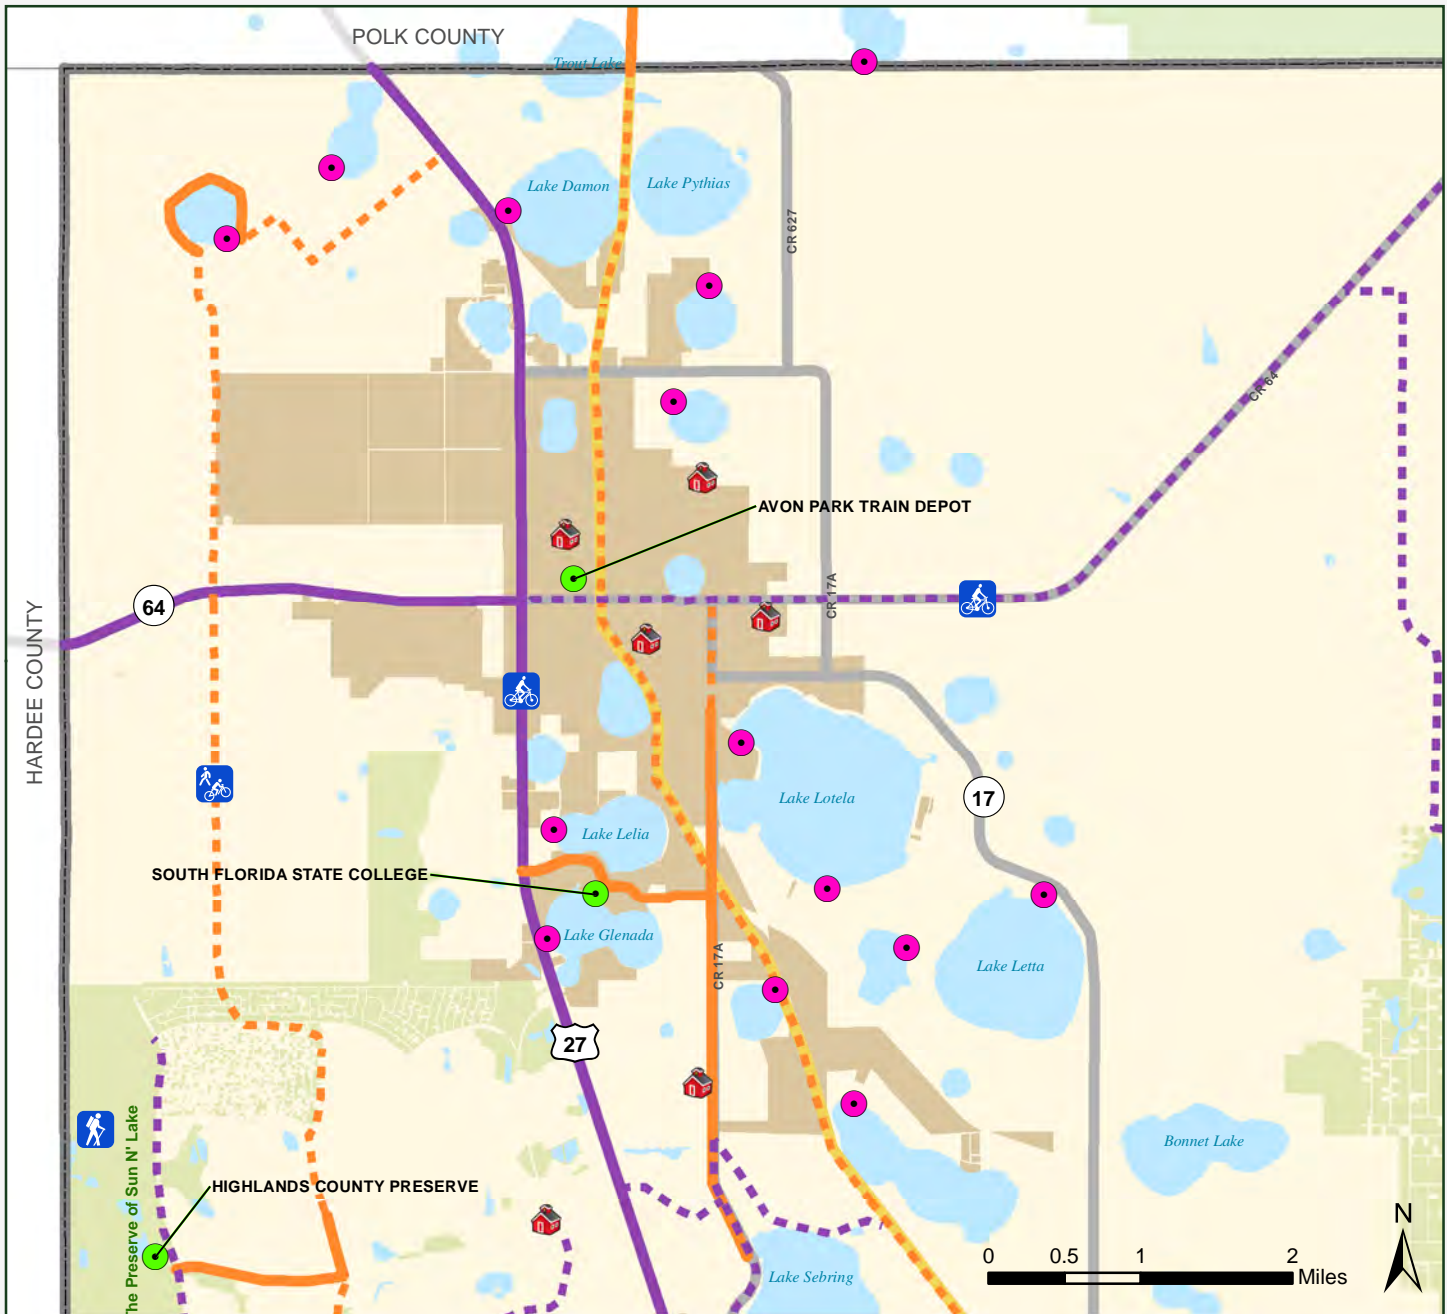 POLK COUNTY
Trout Lake
Lake Damon
Lake Pythias
CR 627
CR 64
AVON PARK TRAIN DEPOT
CR 17A
64
HARDEE COUNTY
Lake Lotela
17
Lake Lelia
SOUTH FLORIDA STATE COLLEGE
Lake Glenada
CR 17A
Lake Letta
27
The Preserve of Sun N' Lake
Bonnet Lake
HIGHLANDS COUNTY PRESERVE
N
0 0.5 1 2
Miles
Lake Sebring